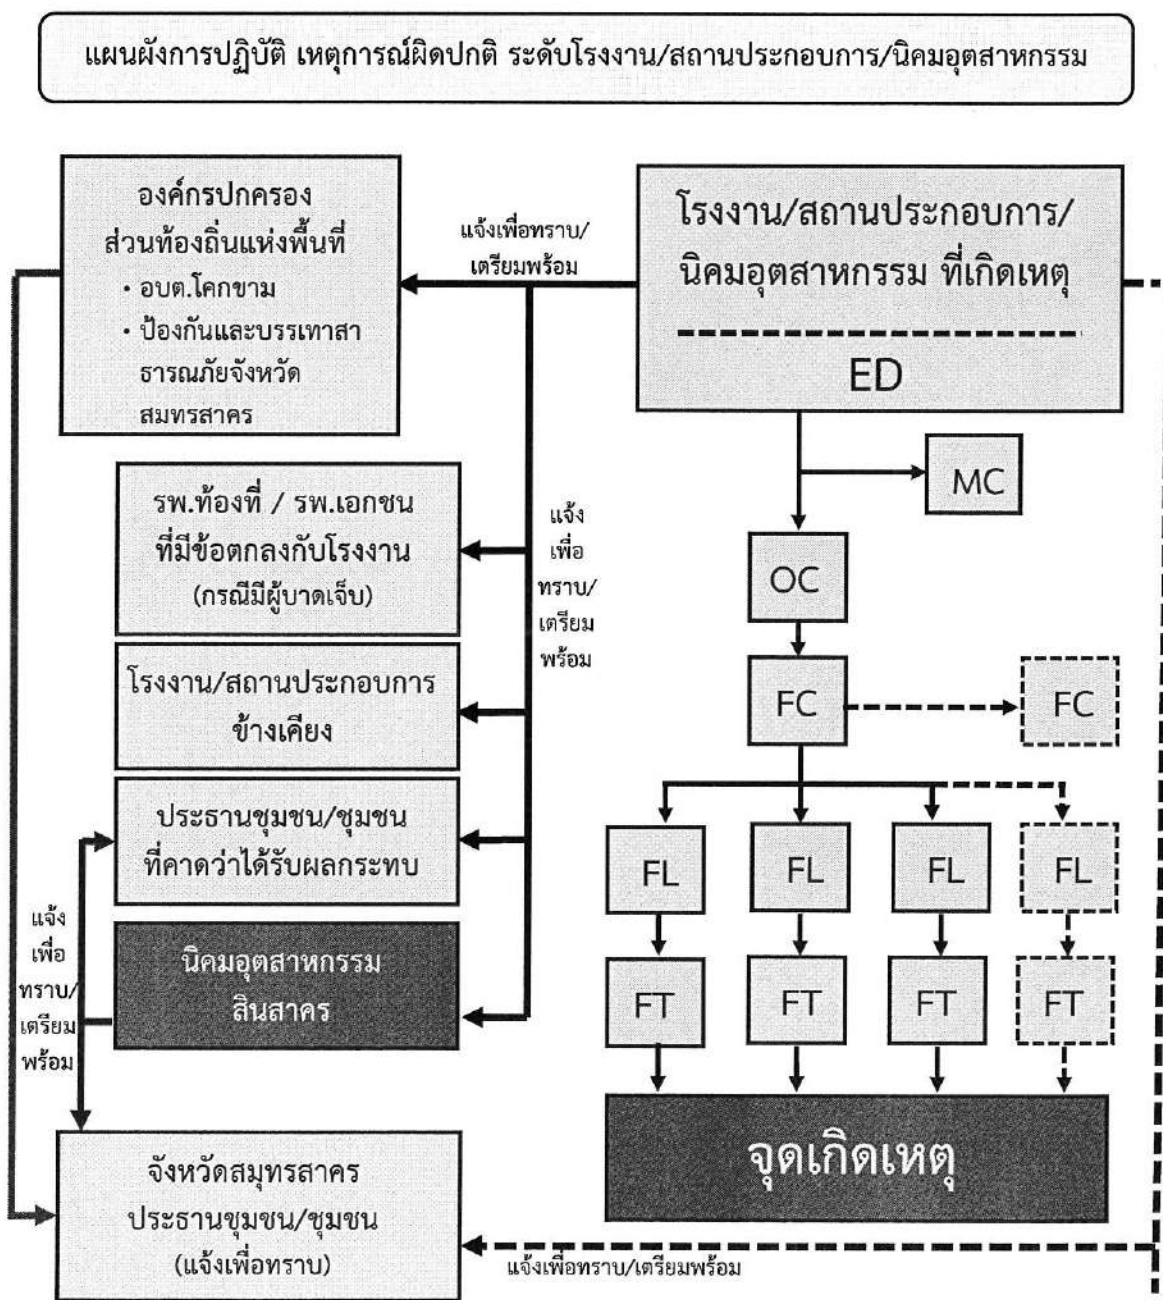 แผนผังการปฏิบัติ เหตุการณ์ผิดปกติ ระดับโรงงาน/สถานประกอบการ/นิคมอุตสาหกรรม
องค์กรปกครอง
ส่วนท้องถิ่นแห่งพื้นที่
• อบต.โคกขาม
• ป้องกันและบรรเทาสา
ธารณภัยจังหวัด
สมทรสาคร
แจ้งเพื่อทราบ/
เตรียมพร้อม
โรงงาน/สถานประกอบการ/
นิคมอุตสาหกรรม ที่เกิดเหตุ
ED
MC
OC
FC
FC
รพ.ท้องที่ / รพ.เอกชน
ที่มีข้อตกลงกับโรงงาน
(กรณีมีผู้บาดเจ็บ)
แจ้ง
เพื่อ
ทราบ/
เตรียม
พร้อม
โรงงาน/สถานประกอบการ
ข้างเคียง
ประธานชุมชน/ชุมชน
ที่คาดว่าได้รับผลกระทบ
FL
FL
FL
FL
นิคมอุตสาหกรรม
สินสาคร
FT
FT
FT
FT
แจ้ง
เพื่อ
ทราบ/
เตรียม
พร้อม
จุดเกิดเหตุ
จังหวัดสมุทรสาคร
ประธานชุมชน/ชุมชน
(แจ้งเพื่อทราบ)
แจ้งเพื่อทราบ/เตรียมพร้อม